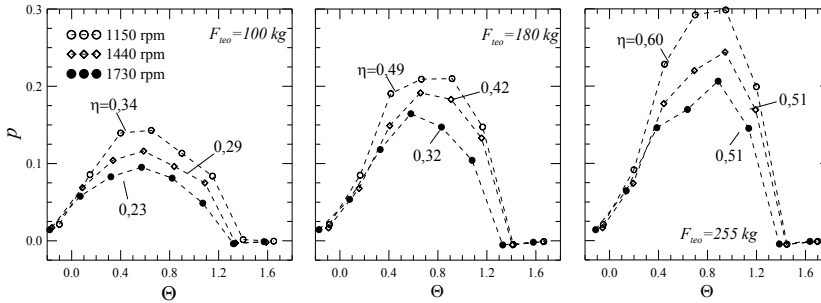 0.3
0.2
0.1
0.0
p
1150 rpm
1440 rpm
1730 rpm
F_teo=100 kg
η=0,34
0,29
0,23
0.0 0.4 0.8 1.2 1.6
Θ
F_teo=180 kg
η=0,49
0,42
0,32
0.0 0.4 0.8 1.2 1.6
Θ
η=0,60
0,51
0,51
F_teo=255 kg
0.0 0.4 0.8 1.2 1.6
Θ